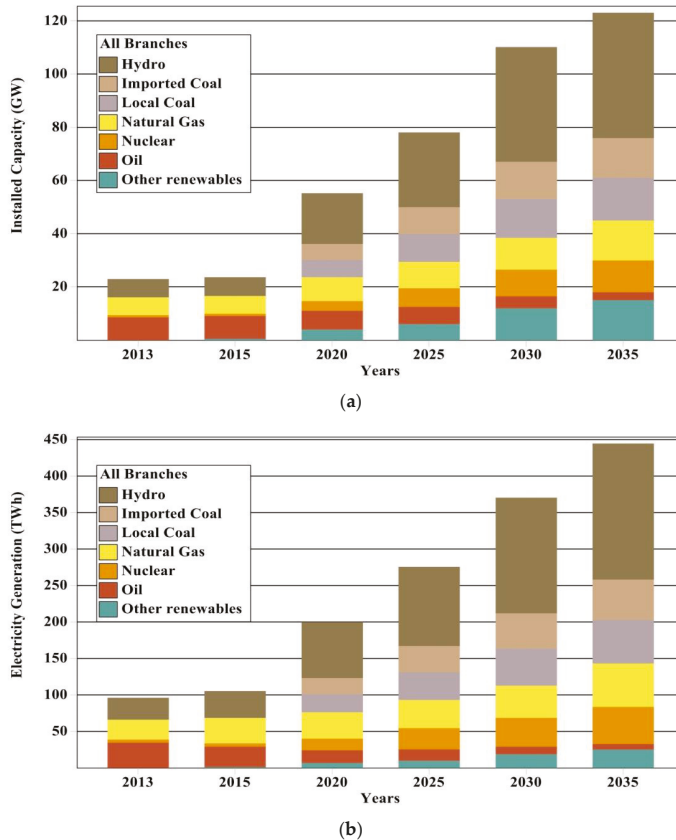 120
100
80
60
40
20
Installed Capacity (GW)
All Branches
Hydro
Imported Coal
Local Coal
Natural Gas
Nuclear
Oil
Other renewables
2013 2015 2020 2025 2030 2035
Years
(a)
450
400
350
300
250
200
150
100
50
Electricity Generation (TWh)
All Branches
Hydro
Imported Coal
Local Coal
Natural Gas
Nuclear
Oil
Other renewables
2013 2015 2020 2025 2030 2035
Years
(b)